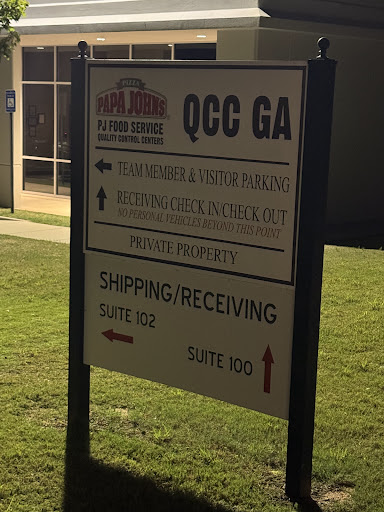 PIZZA
PAPA JOHNS
PJ FOOD SERVICE
QUALITY CONTROL CENTERS
QCC GA
TEAM MEMBER & VISITOR PARKING
RECEIVING CHECK IN/CHECK OUT
NO PERSONAL VEHICLES BEYOND THIS POINT
PRIVATE PROPERTY
SHIPPING/RECEIVING
SUITE 102
SUITE 100